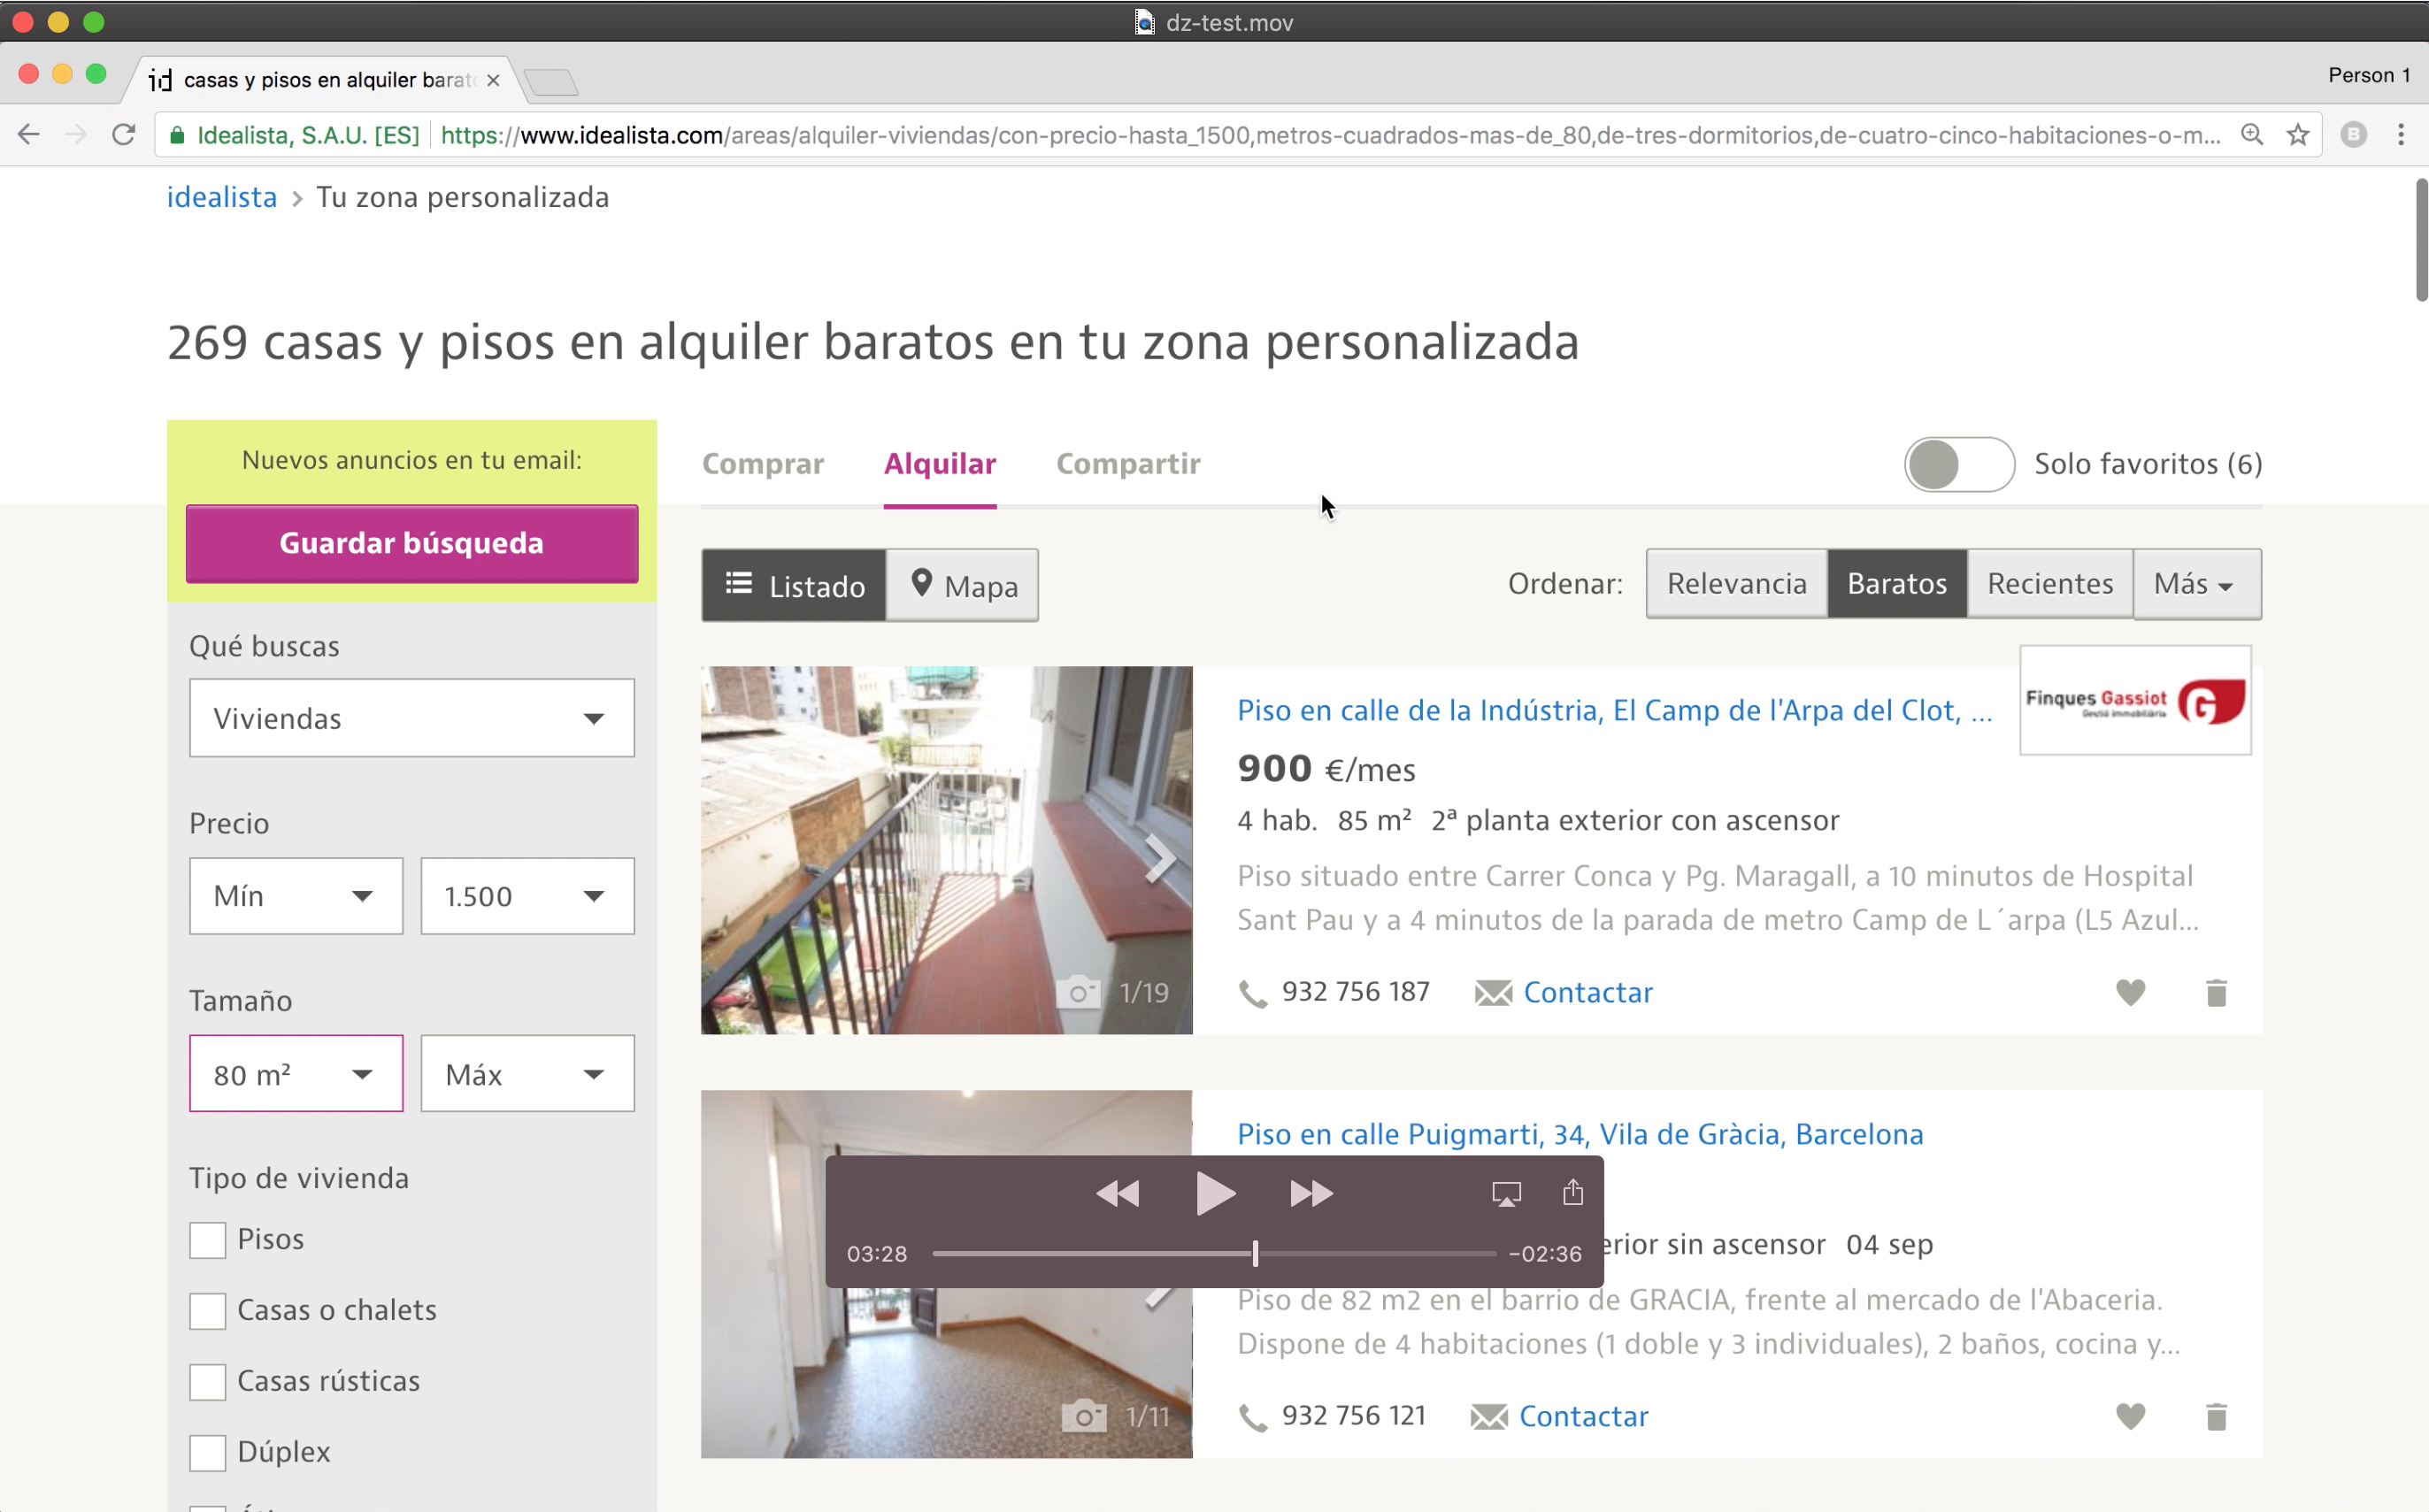 dz-test.mov
casas y pisos en alquiler barato
Person 1
Idealista, S.A.U. [ES] https://www.idealista.com/areas/alquiler-viviendas/con-precio-hasta_1500,metros-cuadrados-mas-de_80,de-tres-dormitorios,de-cuatro-cinco-habitaciones-o-m...
B
idealista > Tu zona personalizada
269 casas y pisos en alquiler baratos en tu zona personalizada
Nuevos anuncios en tu email:
Guardar búsqueda
Qué buscas
Viviendas
Precio
Mín 1.500
Tamaño
80 m² Máx
Tipo de vivienda
Pisos
Casas o chalets
Casas rústicas
Dúplex
Comprar Alquilar Compartir
Solo favoritos (6)
Listado Mapa
Ordenar: Relevancia Baratos Recientes Más
Piso en calle de la Indústria, El Camp de l'Arpa del Clot, ...
Finques Gassiot
Gestió immobiliària
900 €/mes
4 hab. 85 m² 2ª planta exterior con ascensor
Piso situado entre Carrer Conca y Pg. Maragall, a 10 minutos de Hospital
Sant Pau y a 4 minutos de la parada de metro Camp de L´arpa (L5 Azul...
1/19
932 756 187 Contactar
Piso en calle Puigmarti, 34, Vila de Gràcia, Barcelona
erior sin ascensor 04 sep
03:28 -02:36
Piso de 82 m2 en el barrio de GRACIA, frente al mercado de l'Abaceria.
Dispone de 4 habitaciones (1 doble y 3 individuales), 2 baños, cocina y...
1/11
932 756 121 Contactar